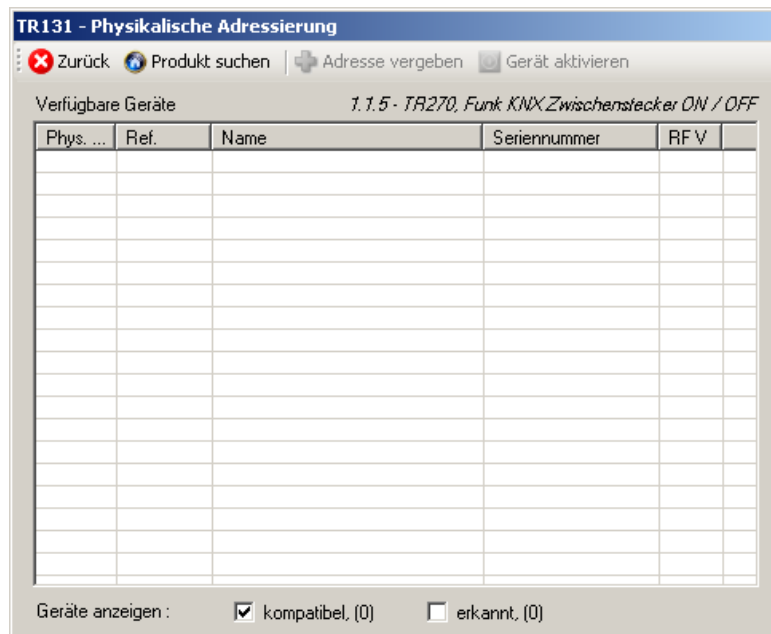 TR131 - Physikalische Adressierung
Zurück Produkt suchen Adresse vergeben Gerät aktivieren
Verfügbare Geräte 1.1.5 - TR270, Funk KNX Zwischenstecker ON / OFF
Phys. ... Ref. Name Seriennummer RF V
Geräte anzeigen : kompatibel, (0) erkannt, (0)